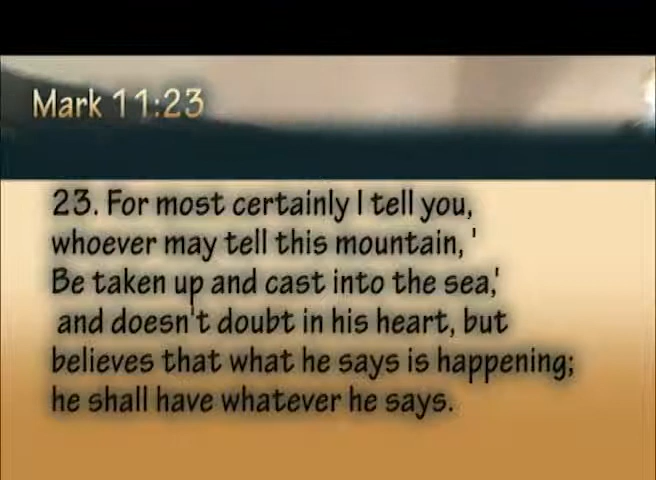 Mark 11:23
23. For most certainly I tell you,
whoever may tell this mountain, '
Be taken up and cast into the sea,'
and doesn't doubt in his heart, but
believes that what he says is happening;
he shall have whatever he says.